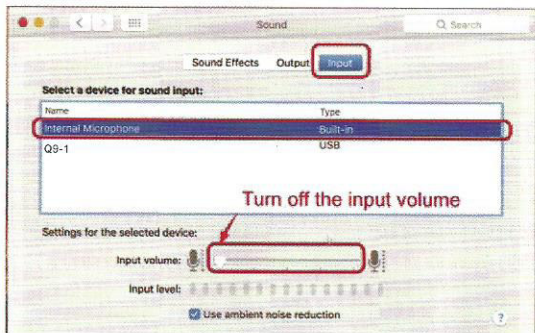 Sound
Search
Sound Effects Output Input
Select a device for sound input:
Name Type
Internal Microphone Built-in
Q9-1 USB
Turn off the input volume
Settings for the selected device:
Input volume:
Input level:
Use ambient noise reduction
?